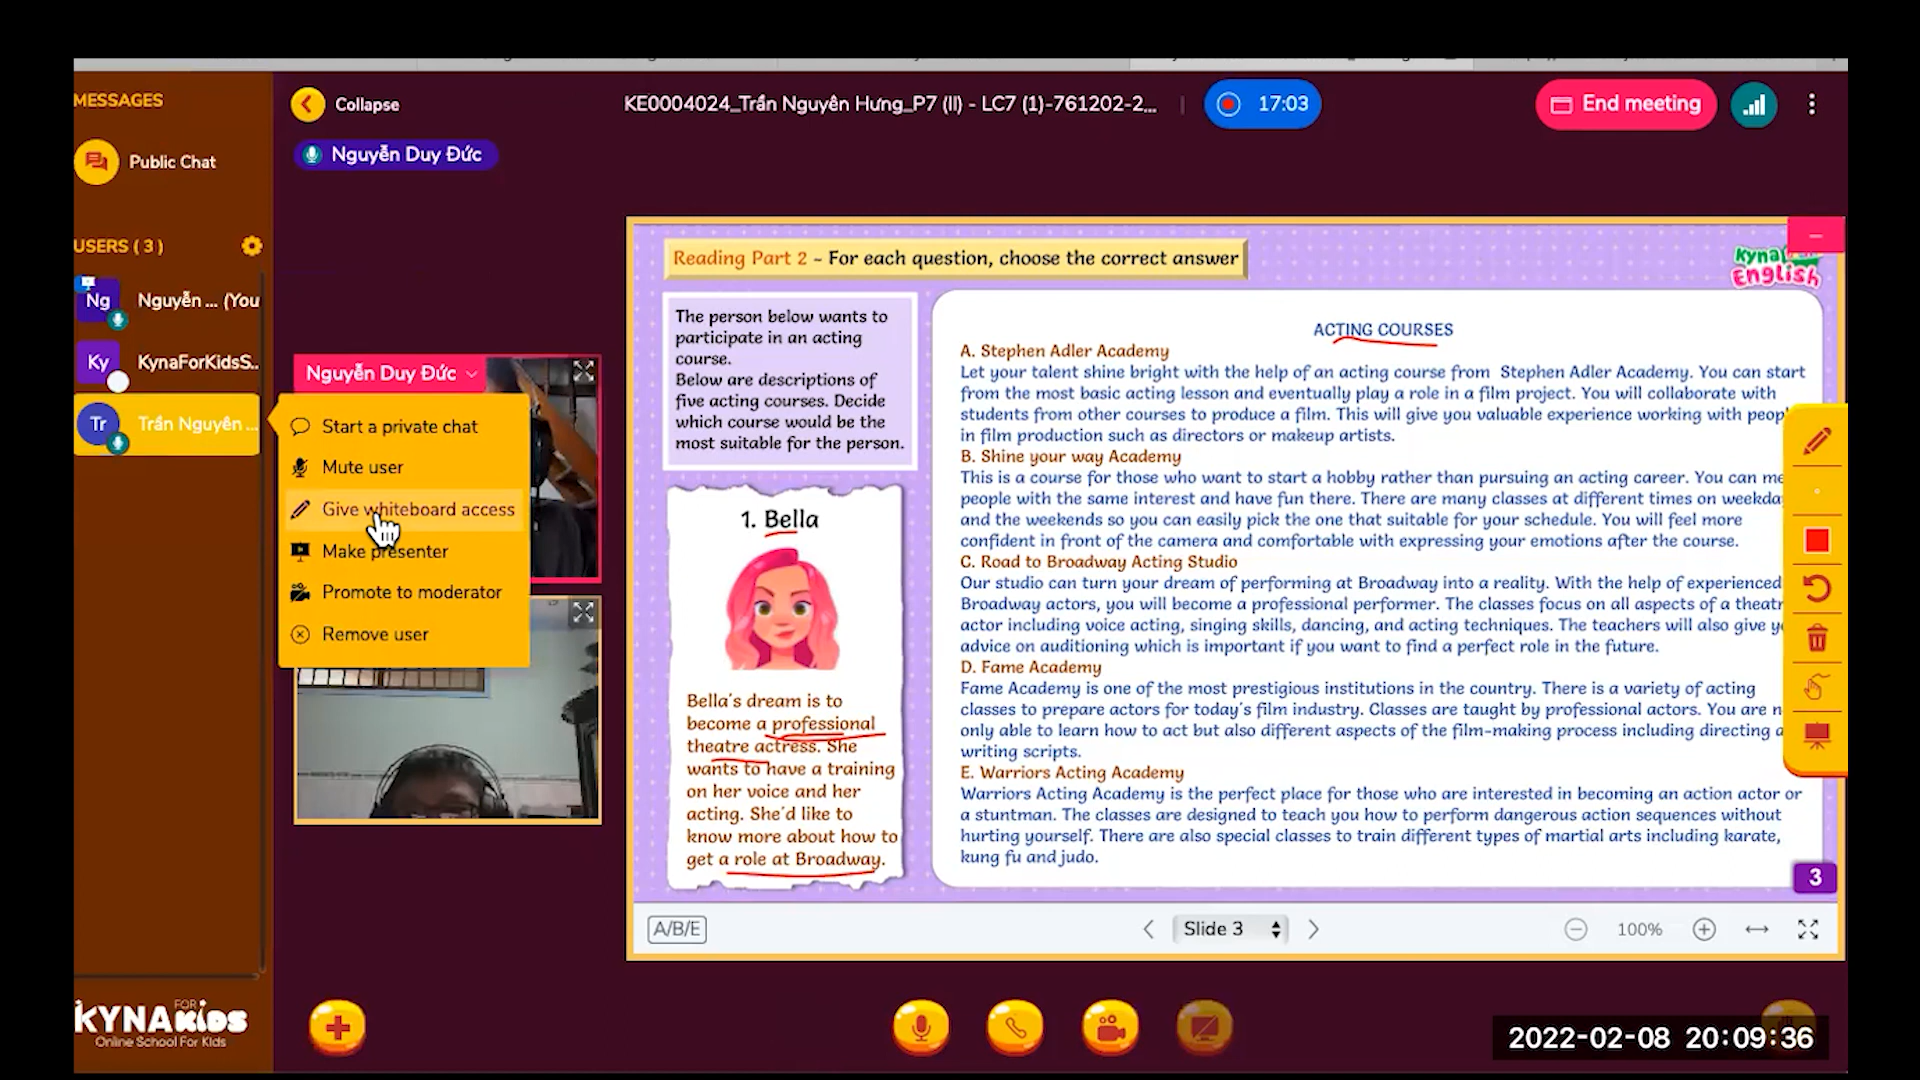 MESSAGES
Public Chat
USERS ( 3 )
Ng
Nguyễn ... (You
Ky
KynaForKidsS..
Tr
Trần Nguyên ...
KYNA FOR KIDS
Online School For Kids
Collapse
KE0004024_Trần Nguyên Hưng_P7 (II) - LC7 (1)-761202-2...
17:03
End meeting
Nguyễn Duy Đức
Nguyễn Duy Đức
Start a private chat
Mute user
Give whiteboard access
Make presenter
Promote to moderator
Remove user
Reading Part 2 - For each question, choose the correct answer
English
The person below wants to
participate in an acting
course.
Below are descriptions of
five acting courses. Decide
which course would be the
most suitable for the person.
1. Bella
Bella's dream is to
become a professional
theatre actress. She
wants to have a training
on her voice and her
acting. She'd like to
know more about how to
get a role at Broadway.
ACTING COURSES
A. Stephen Adler Academy
Let your talent shine bright with the help of an acting course from Stephen Adler Academy. You can start
from the most basic acting lesson and eventually play a role in a film project. You will collaborate with
students from other courses to produce a film. This will give you valuable experience working with peop
in film production such as directors or makeup artists.
B. Shine your way Academy
This is a course for those who want to start a hobby rather than pursuing an acting career. You can me
people with the same interest and have fun there. There are many classes at different times on weekda
and the weekends so you can easily pick the one that suitable for your schedule. You will feel more
confident in front of the camera and comfortable with expressing your emotions after the course.
C. Road to Broadway Acting Studio
Our studio can turn your dream of performing at Broadway into a reality. With the help of experienced
Broadway actors, you will become a professional performer. The classes focus on all aspects of a theatr
actor including voice acting, singing skills, dancing, and acting techniques. The teachers will also give y
advice on auditioning which is important if you want to find a perfect role in the future.
D. Fame Academy
Fame Academy is one of the most prestigious institutions in the country. There is a variety of acting
classes to prepare actors for today's film industry. Classes are taught by professional actors. You are n
only able to learn how to act but also different aspects of the film-making process including directing a
writing scripts.
E. Warriors Acting Academy
Warriors Acting Academy is the perfect place for those who are interested in becoming an action actor or
a stuntman. The classes are designed to teach you how to perform dangerous action sequences without
hurting yourself. There are also special classes to train different types of martial arts including karate,
kung fu and judo.
3
A/B/E
Slide 3
100%
2022-02-08 20:09:36